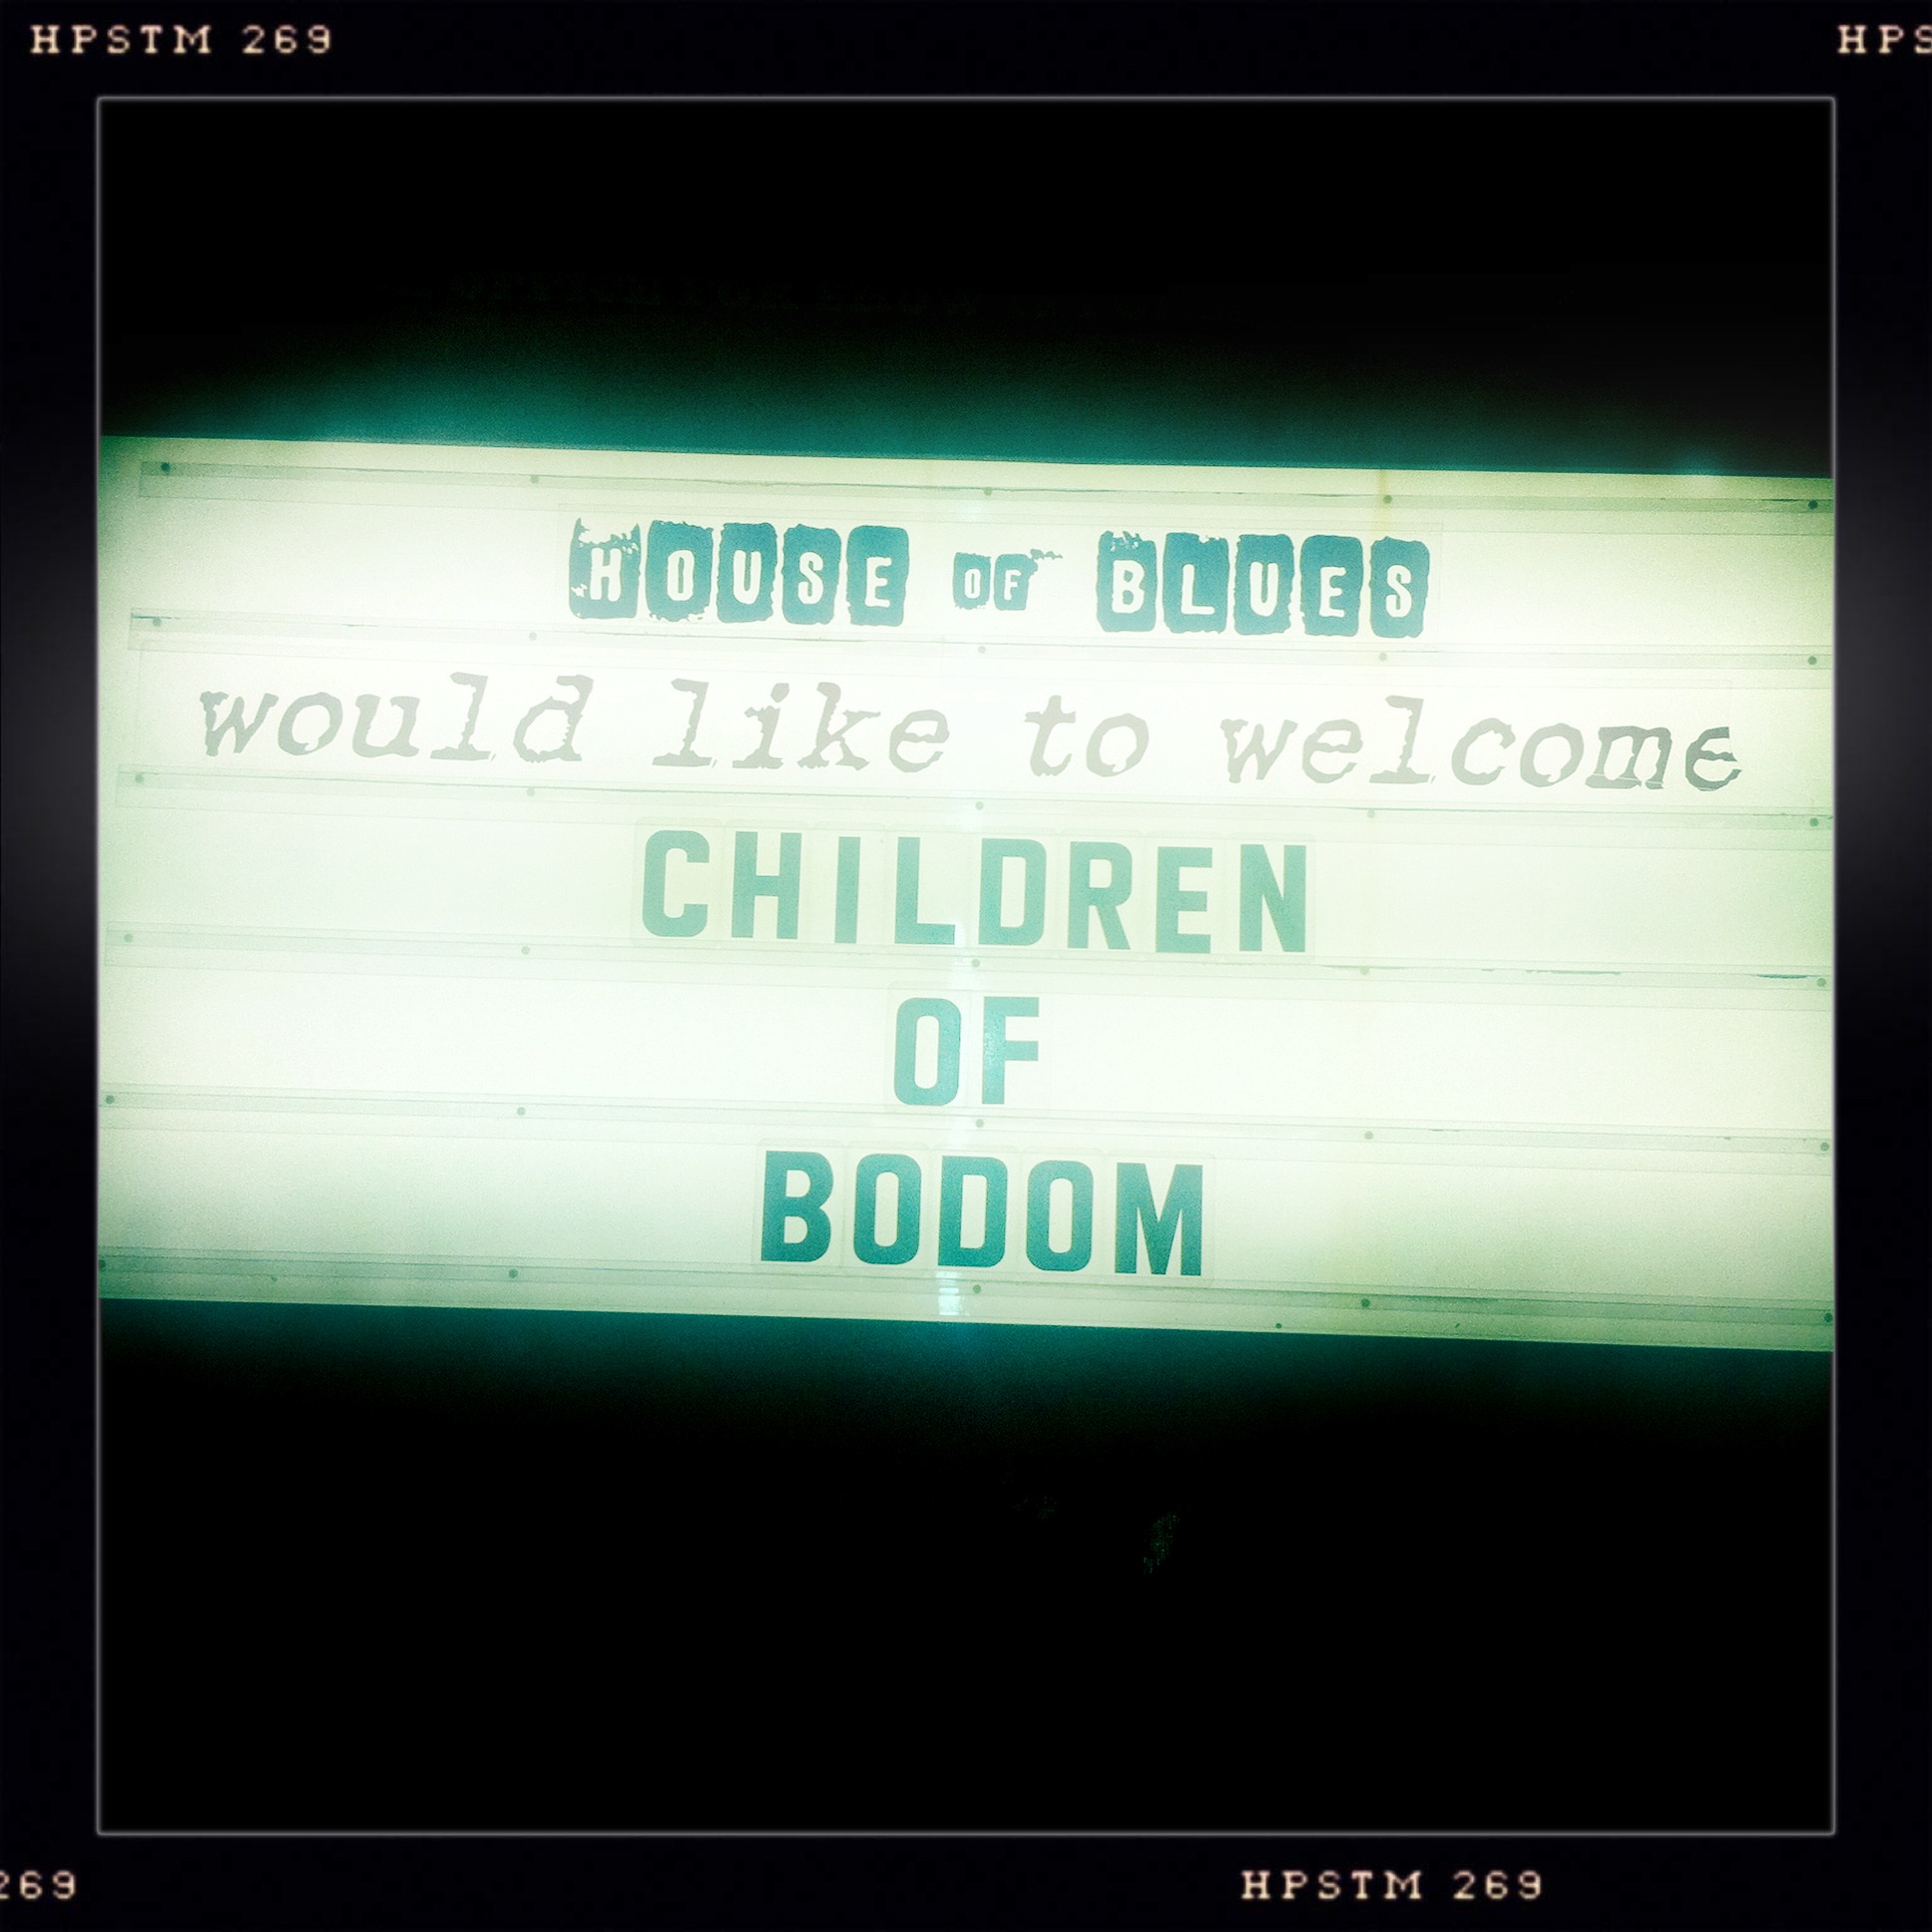 HPSTM 269
HPS
HOUSE OF BLUES
would like to welcome
CHILDREN
OF
BODOM
269
HPSTM 269